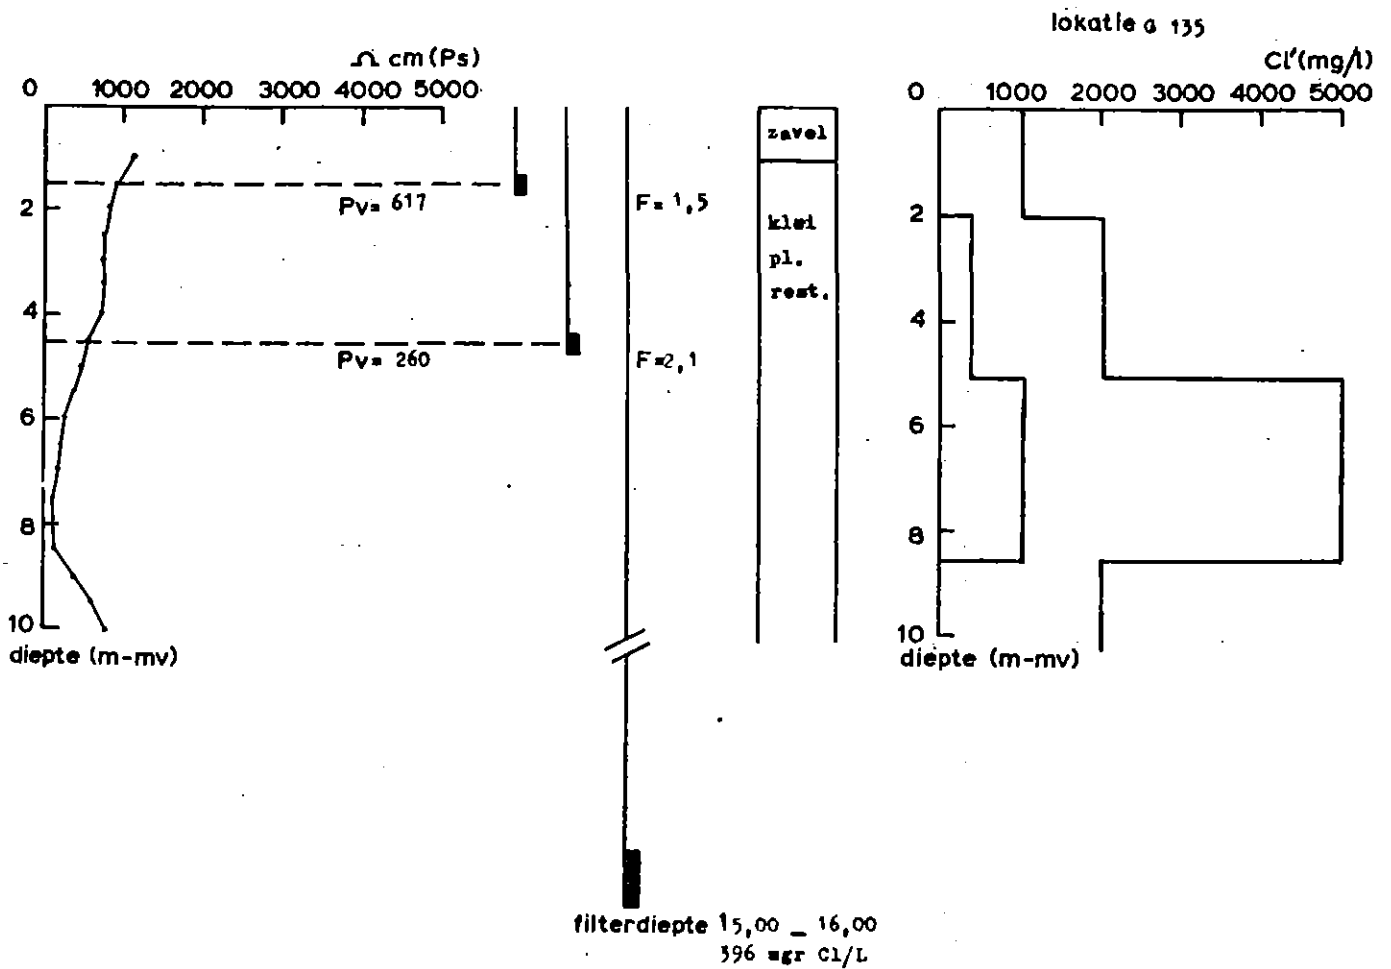 lokatie a 135
Ω cm (Ps)
0 1000 2000 3000 4000 5000
2
4
6
8
10
diepte (m-mv)
Pv= 617
Pv= 260
F= 1,5
F=2,1
zavel
klei
pl.
rest.
Cl' (mg/l)
0 1000 2000 3000 4000 5000
2
4
6
8
10
diepte (m-mv)
filterdiepte 15,00 _ 16,00
396 mgr Cl/L